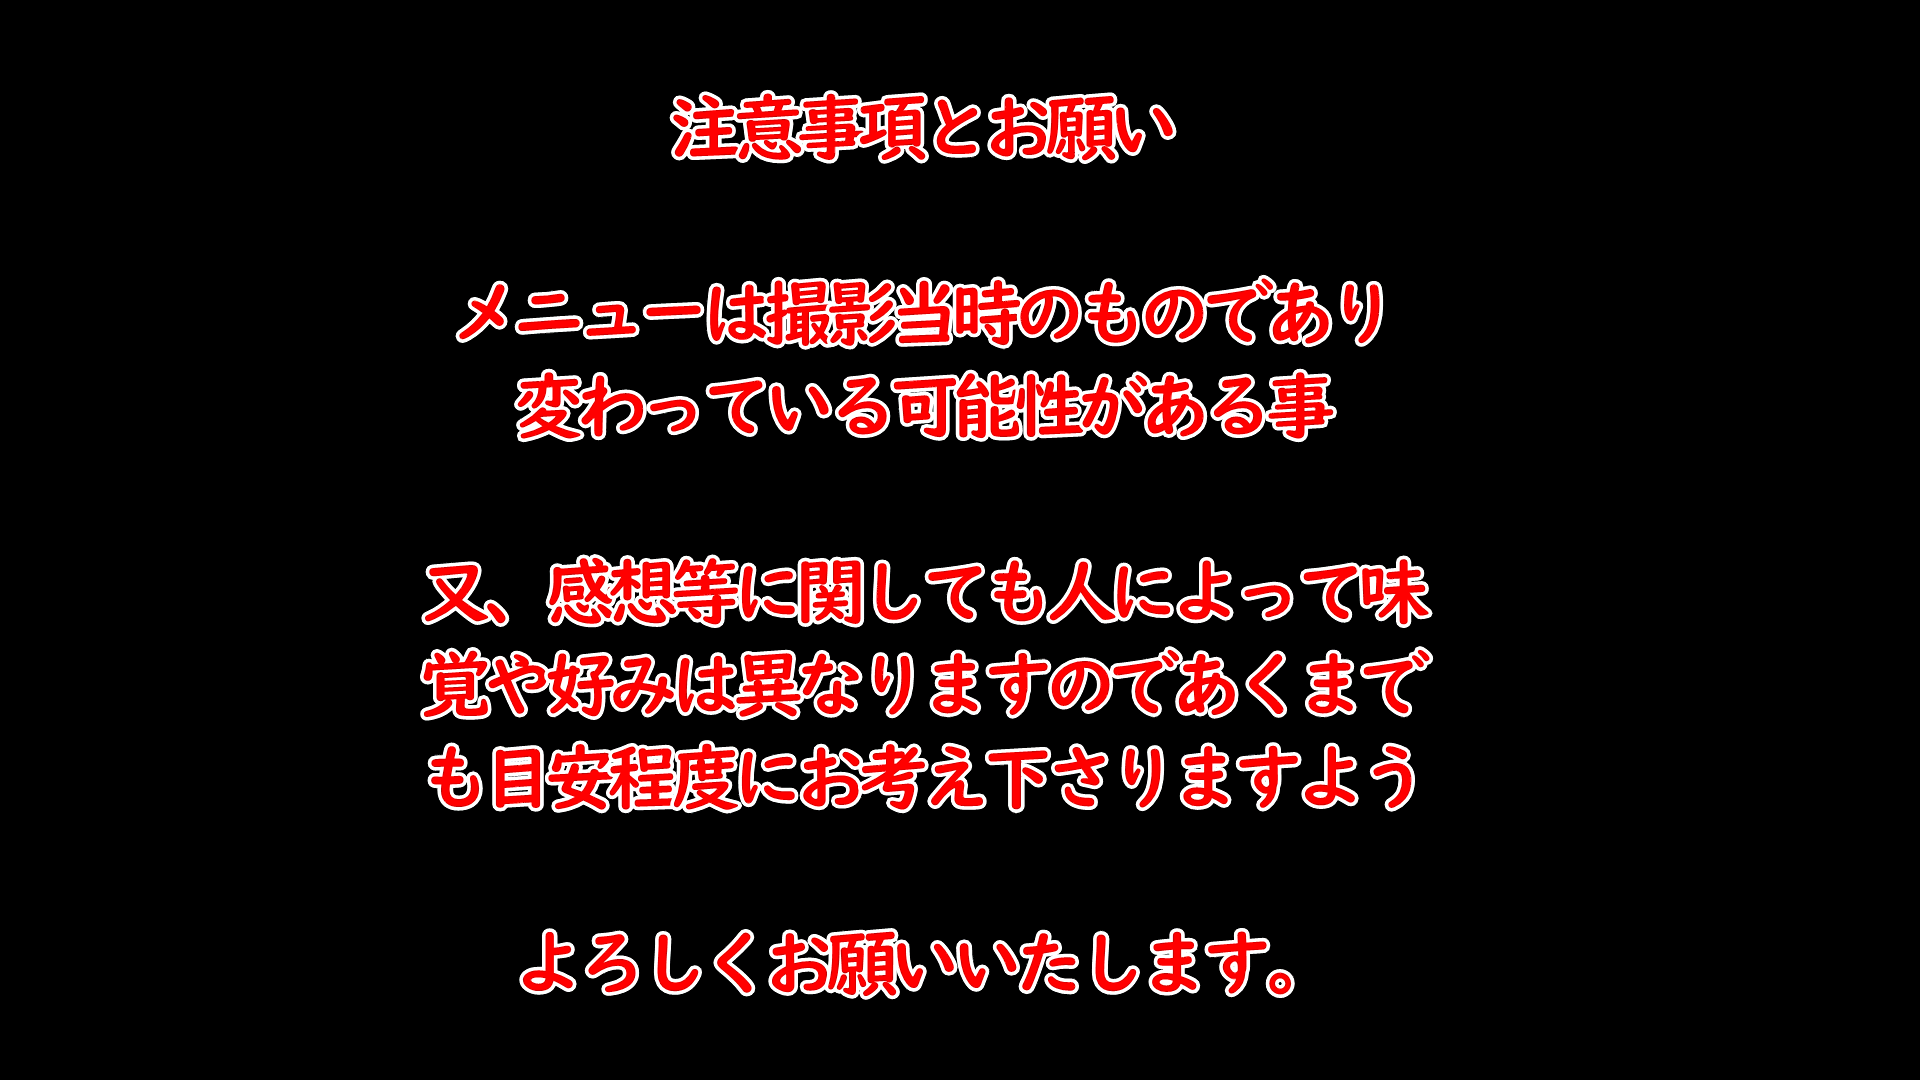 注意事項とお願い
メニューは撮影当時のものであり
変わっている可能性がある事
又、感想等に関しても人によって味
覚や好みは異なりますのであくまで
も目安程度にお考え下さりますよう
よろしくお願いいたします。